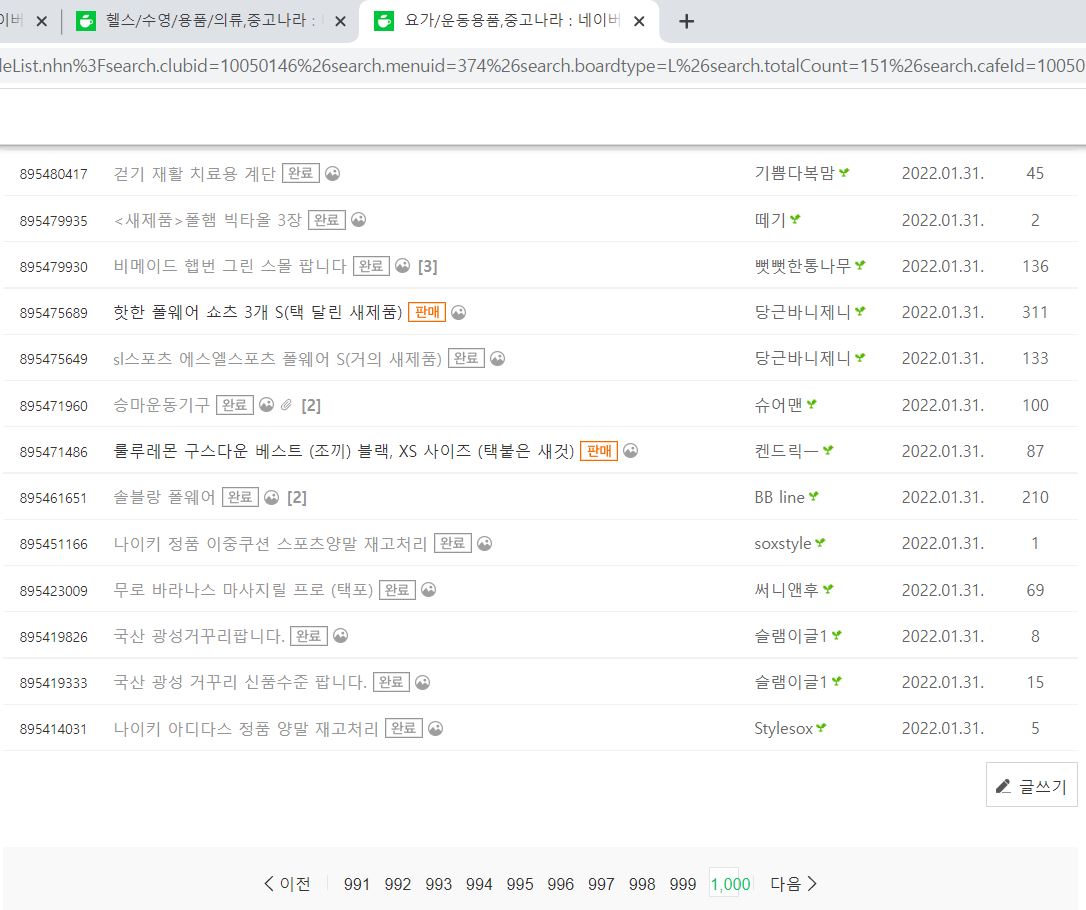 이버
헬스/수영/용품/의류,중고나라 :
요가/운동용품,중고나라 : 네이버
leList.nhn%3Fsearch.clubid=10050146%26search.menuid=374%26search.boardtype=L%26search.totalCount=151%26search.cafeId=10050
895480417 걷기 재활 치료용 계단 완료 기쁨다복맘 2022.01.31. 45
895479935 <새제품>폴햄 빅타올 3장 완료 떼기 2022.01.31. 2
895479930 비메이드 햅번 그린 스몰 팝니다 완료 [3] 뻣뻣한통나무 2022.01.31. 136
895475689 핫한 폴웨어 쇼츠 3개 S(택 달린 새제품) 판매 당근바니제니 2022.01.31. 311
895475649 sl스포츠 에스엘스포츠 폴웨어 S(거의 새제품) 완료 당근바니제니 2022.01.31. 133
895471960 승마운동기구 완료 [2] 슈어맨 2022.01.31. 100
895471486 룰루레몬 구스다운 베스트 (조끼) 블랙, XS 사이즈 (택붙은 새것) 판매 켄드릭ㅡ 2022.01.31. 87
895461651 솔블랑 폴웨어 완료 [2] BB line 2022.01.31. 210
895451166 나이키 정품 이중쿠션 스포츠양말 재고처리 완료 soxstyle 2022.01.31. 1
895423009 무로 바라나스 마사지릴 프로 (택포) 완료 써니앤후 2022.01.31. 69
895419826 국산 광성거꾸리팝니다. 완료 슬램이글1 2022.01.31. 8
895419333 국산 광성 거꾸리 신품수준 팝니다. 완료 슬램이글1 2022.01.31. 15
895414031 나이키 아디다스 정품 양말 재고처리 완료 Stylesox 2022.01.31. 5
글쓰기
이전 991 992 993 994 995 996 997 998 999 1,000 다음